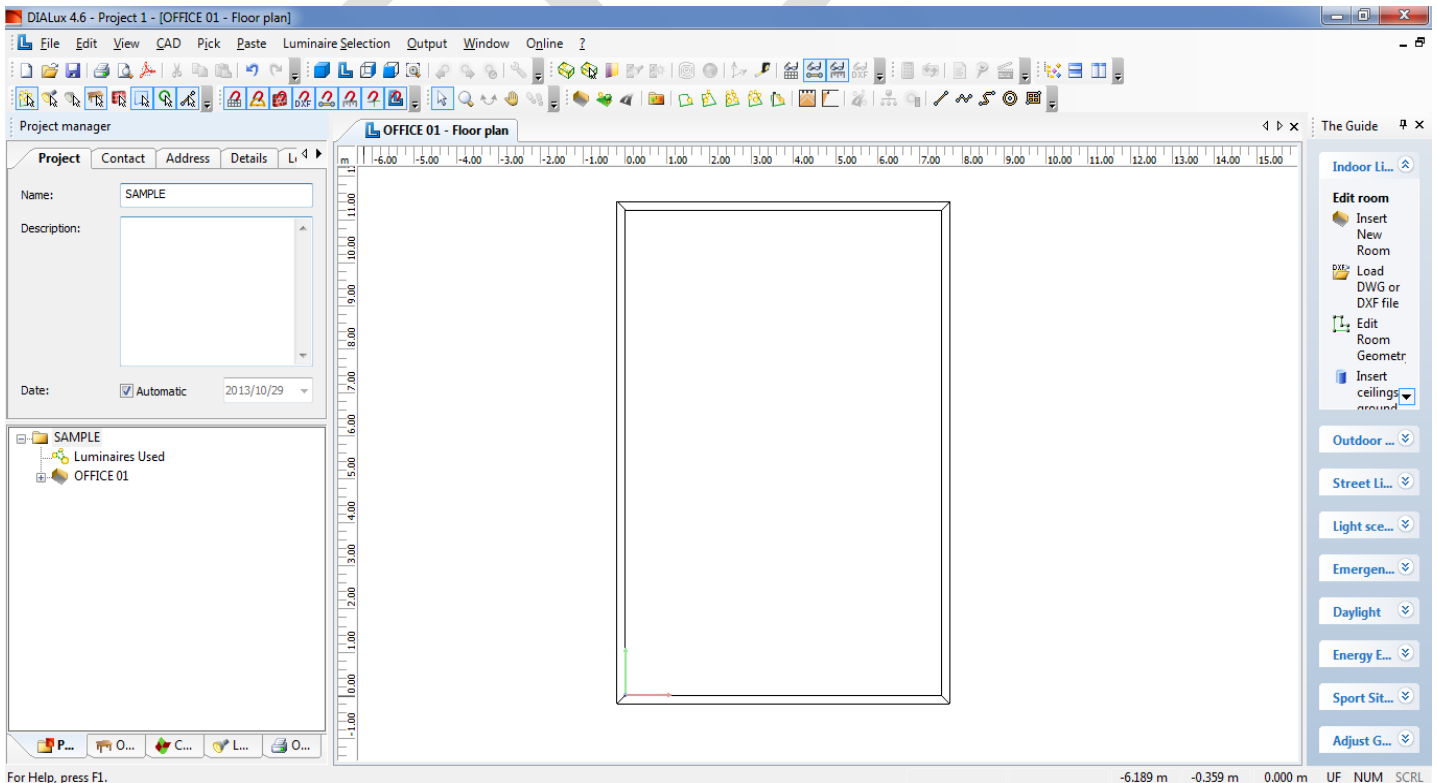 DIALux 4.6 - Project 1 - [OFFICE 01 - Floor plan]
File Edit View CAD Pick Paste Luminaire Selection Output Window Online ?
Project manager
Project Contact Address Details
Name: SAMPLE
Description:
Date: Automatic 2013/10/29
SAMPLE
Luminaires Used
OFFICE 01
P... O... C... L... O...
OFFICE 01 - Floor plan
m -6.00 -5.00 -4.00 -3.00 -2.00 -1.00 0.00 1.00 2.00 3.00 4.00 5.00 6.00 7.00 8.00 9.00 10.00 11.00 12.00 13.00 14.00 15.00
11.00
10.00
9.00
8.00
7.00
6.00
5.00
4.00
3.00
2.00
1.00
0.00
-1.00
The Guide
Indoor Li...
Edit room
Insert
New
Room
Load
DWG or
DXF file
Edit
Room
Geometr
Insert
ceilings
ground
Outdoor ...
Street Li...
Light sce...
Emergen...
Daylight
Energy E...
Sport Sit...
Adjust G...
For Help, press F1. -6.189 m -0.359 m 0.000 m UF NUM SCRL